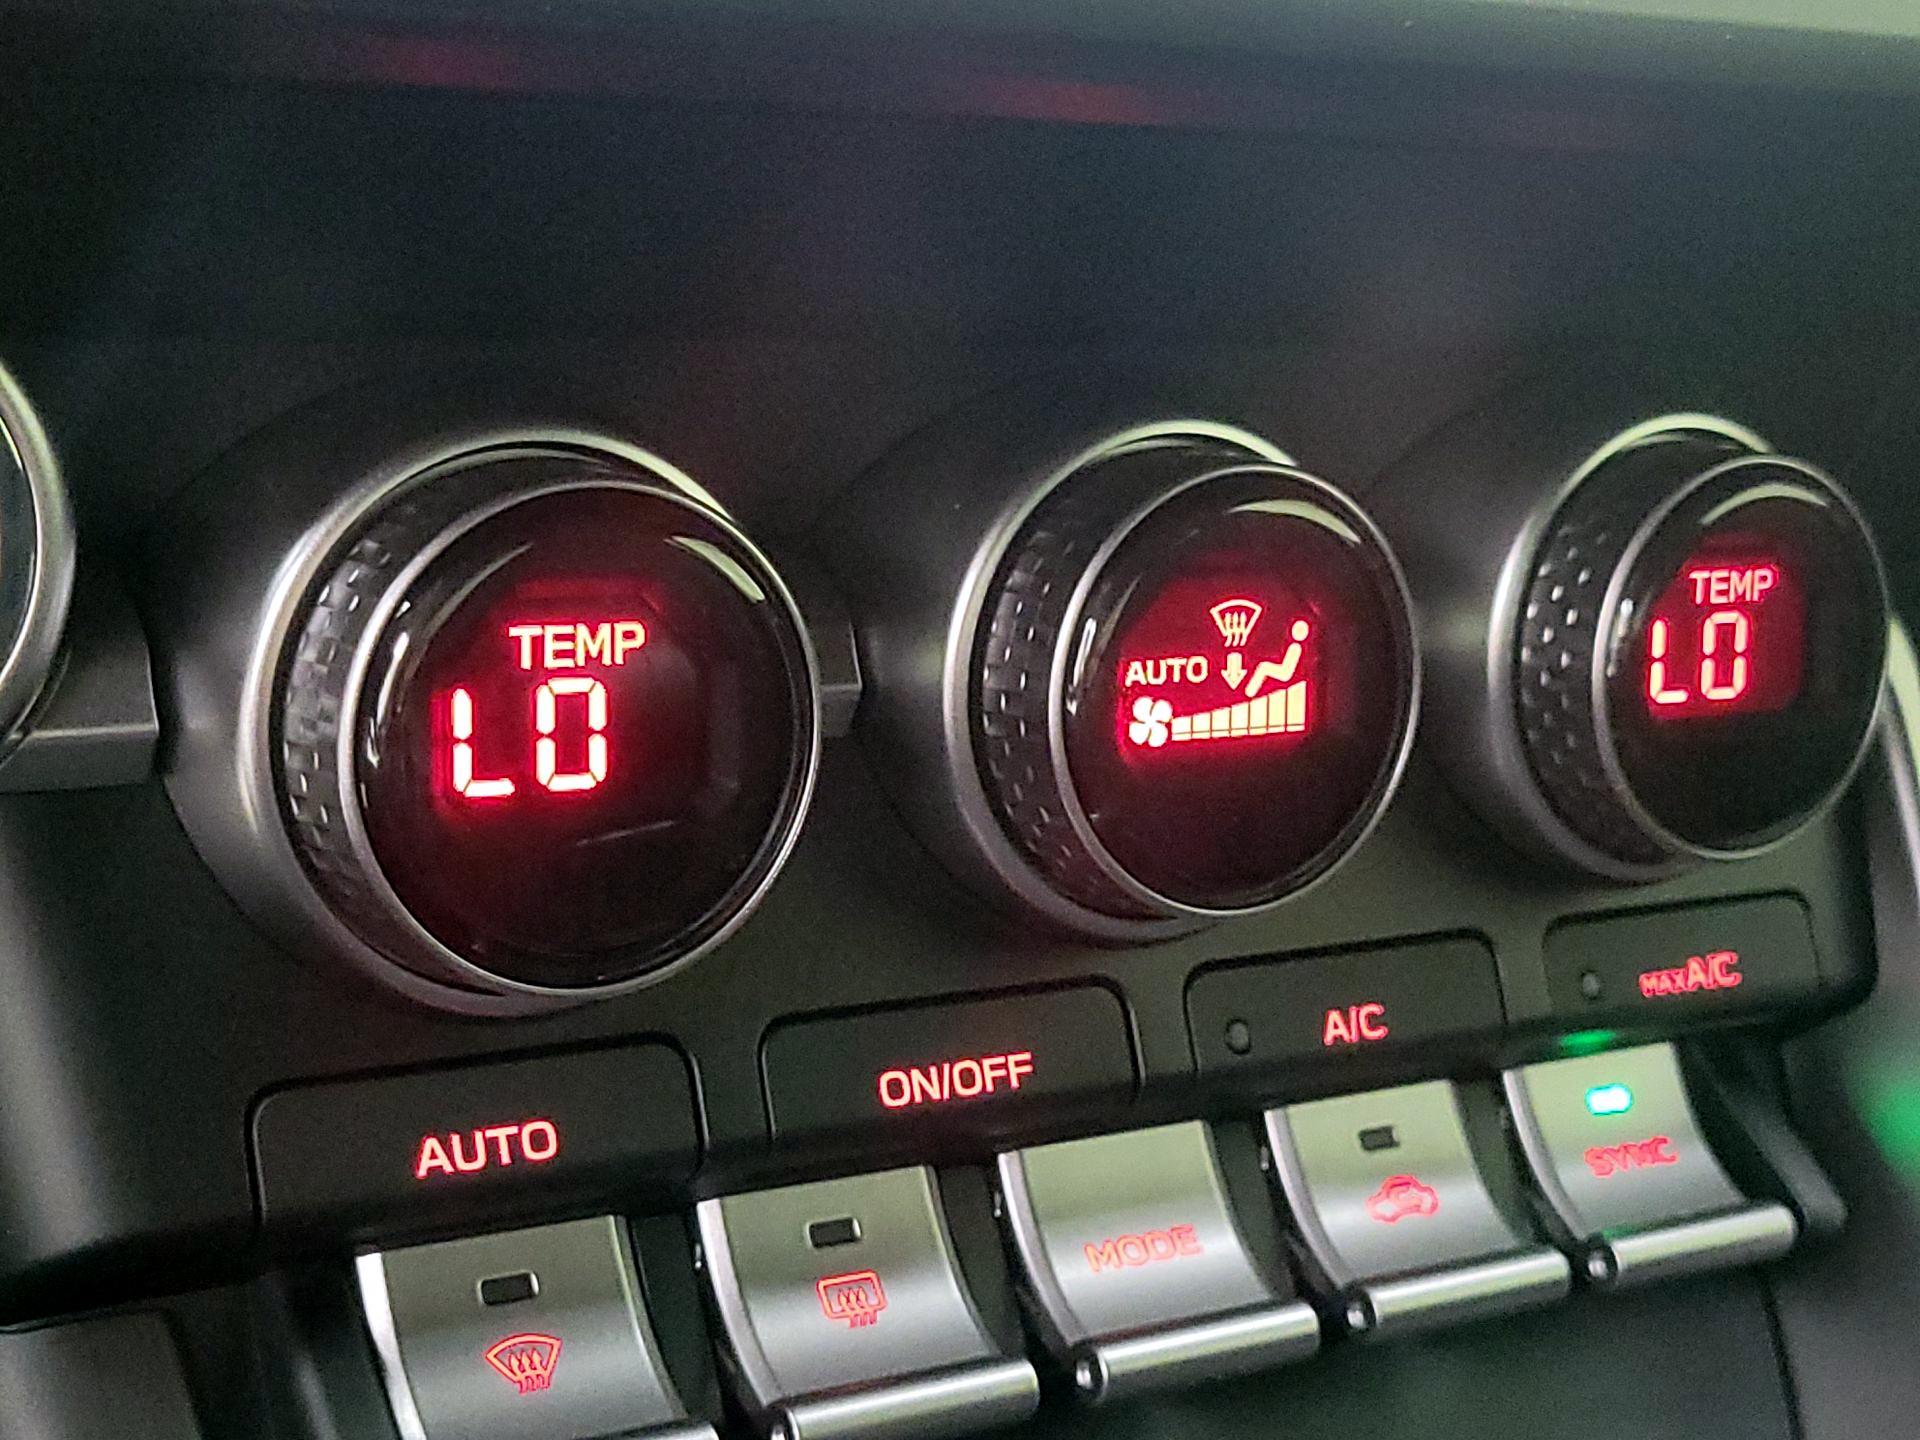 TEMP
LO
AUTO
TEMP
LO
AUTO
ON/OFF
A/C
MAX A/C
MODE
SYNC